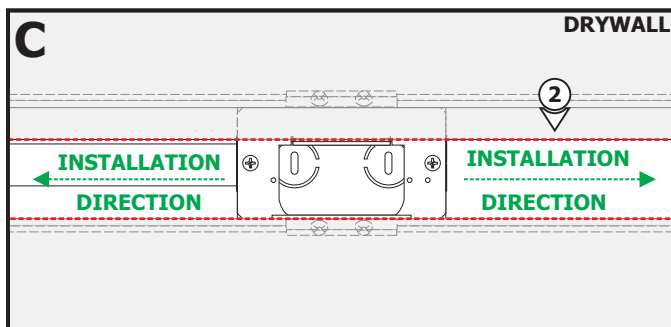 C
DRYWALL
2
INSTALLATION
DIRECTION
INSTALLATION
DIRECTION